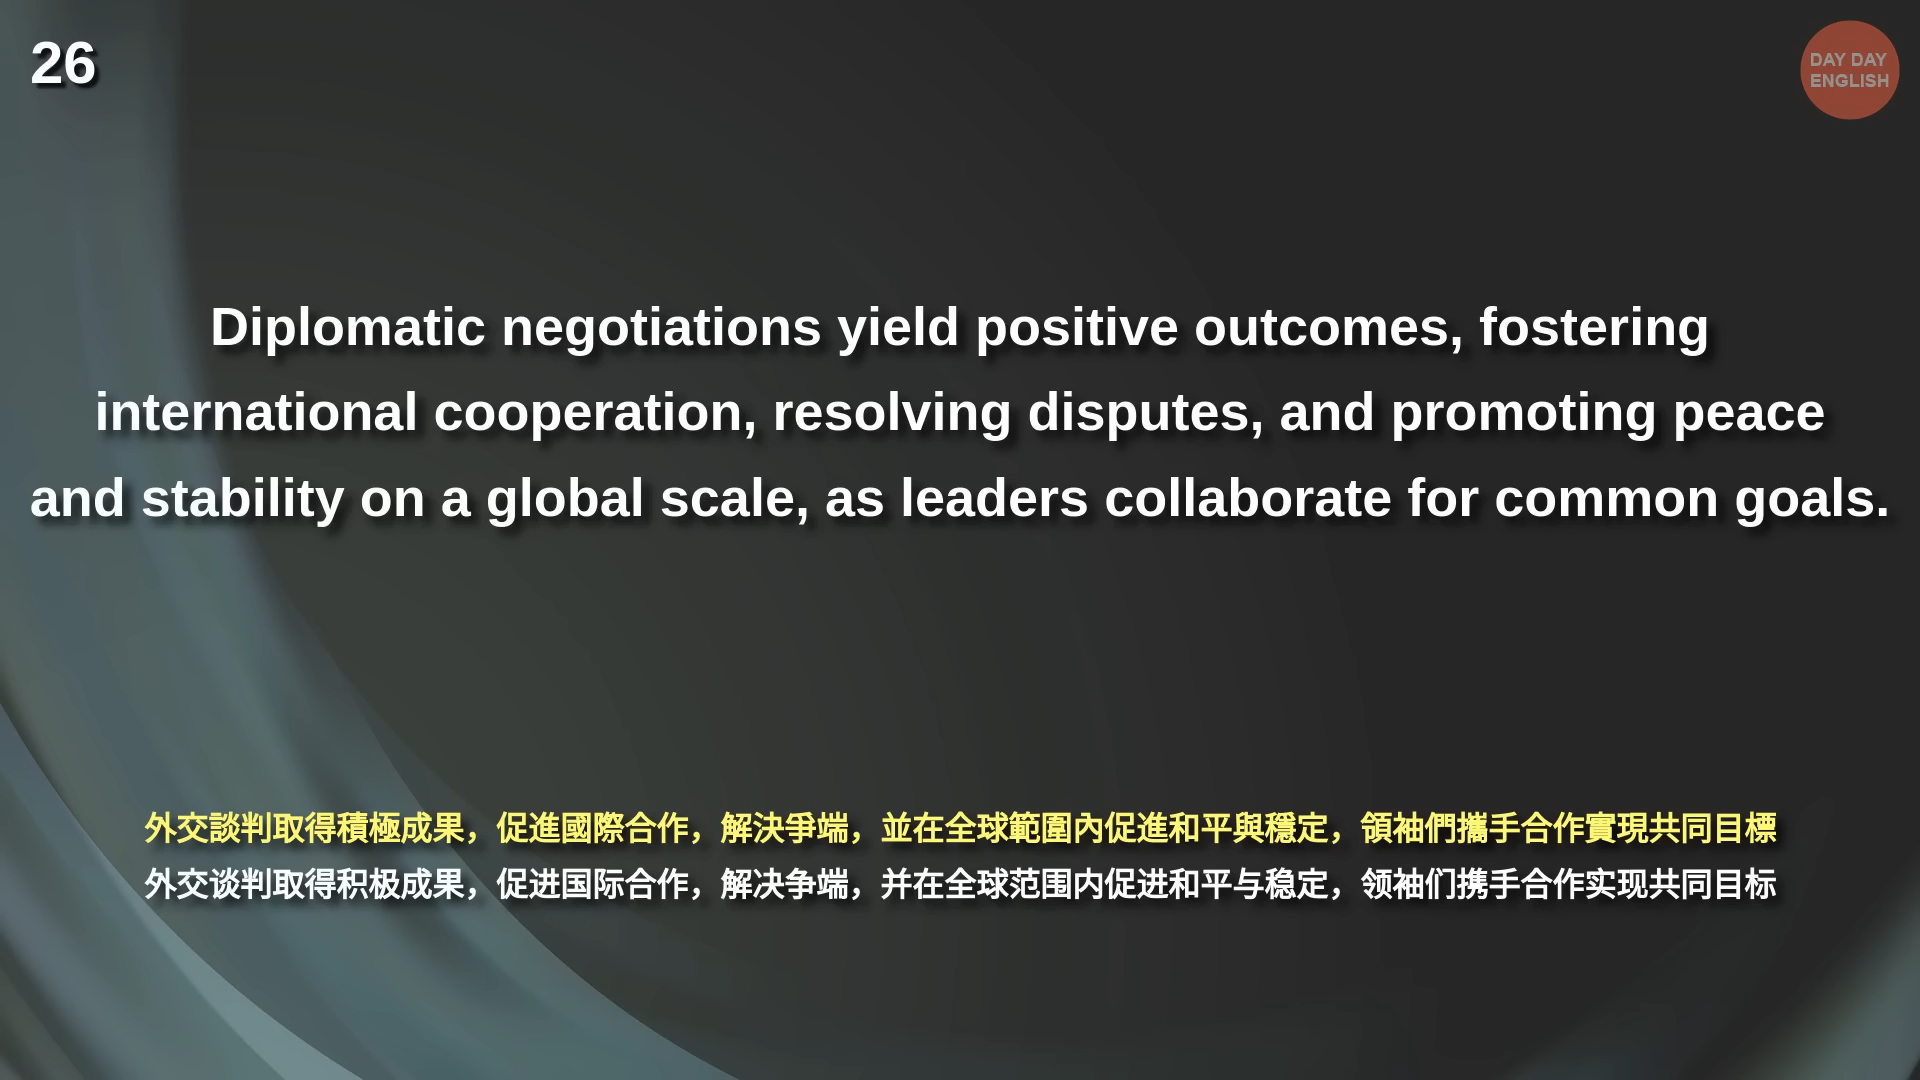 26
DAY DAY
ENGLISH
Diplomatic negotiations yield positive outcomes, fostering
international cooperation, resolving disputes, and promoting peace
and stability on a global scale, as leaders collaborate for common goals.
外交談判取得積極成果，促進國際合作，解決爭端，並在全球範圍內促進和平與穩定，領袖們攜手合作實現共同目標
外交谈判取得积极成果，促进国际合作，解决争端，并在全球范围内促进和平与稳定，领袖们携手合作实现共同目标